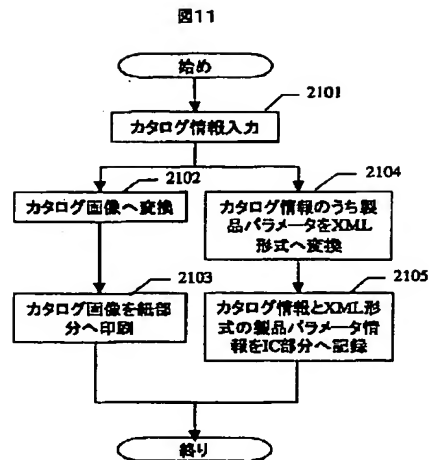 図11
始め
2101
カタログ情報入力
2102
カタログ画像へ変換
2104
カタログ情報のうち製
品パラメータをXML
形式へ変換
2103
カタログ画像を紙部
分へ印刷
2105
カタログ情報とXML形
式の製品パラメータ情
報をIC部分へ記録
終り